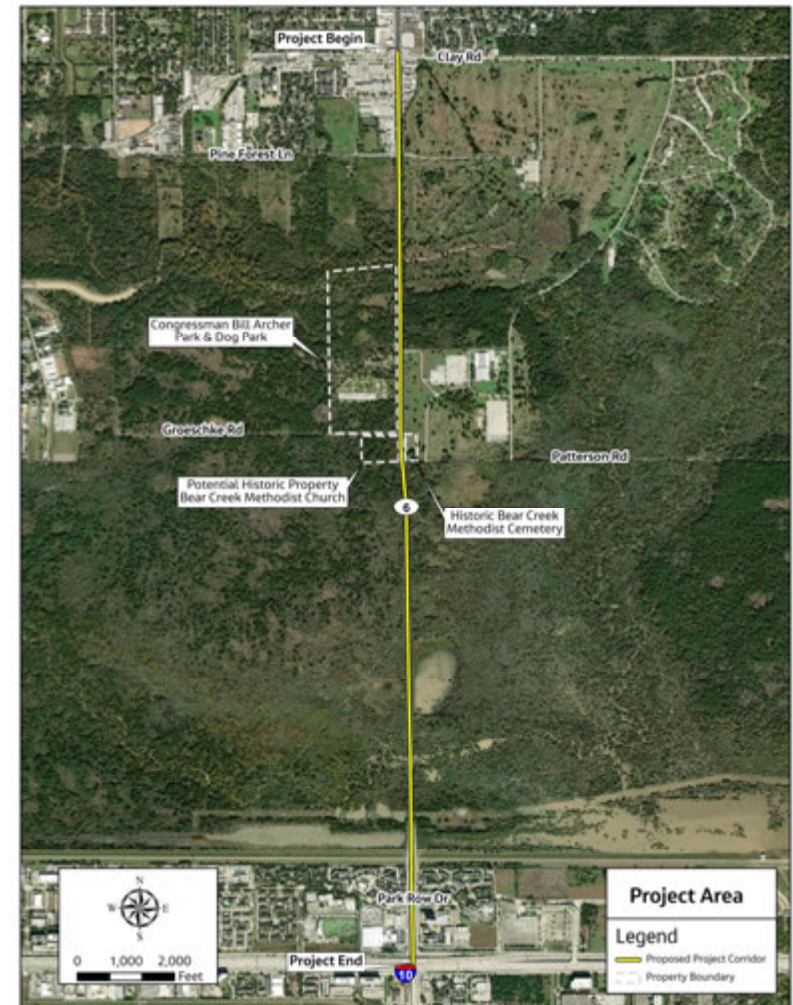 Project Begin
Clay Rd
Pine Forest Ln
Congressman Bill Archer
Park & Dog Park
Groeschke Rd
Patterson Rd
Potential Historic Property
Bear Creek Methodist Church
6
Historic Bear Creek
Methodist Cemetery
Park Row Dr
Project End
10
N
W E
S
0 1,000 2,000
Feet
Project Area
Legend
Proposed Project Corridor
Property Boundary